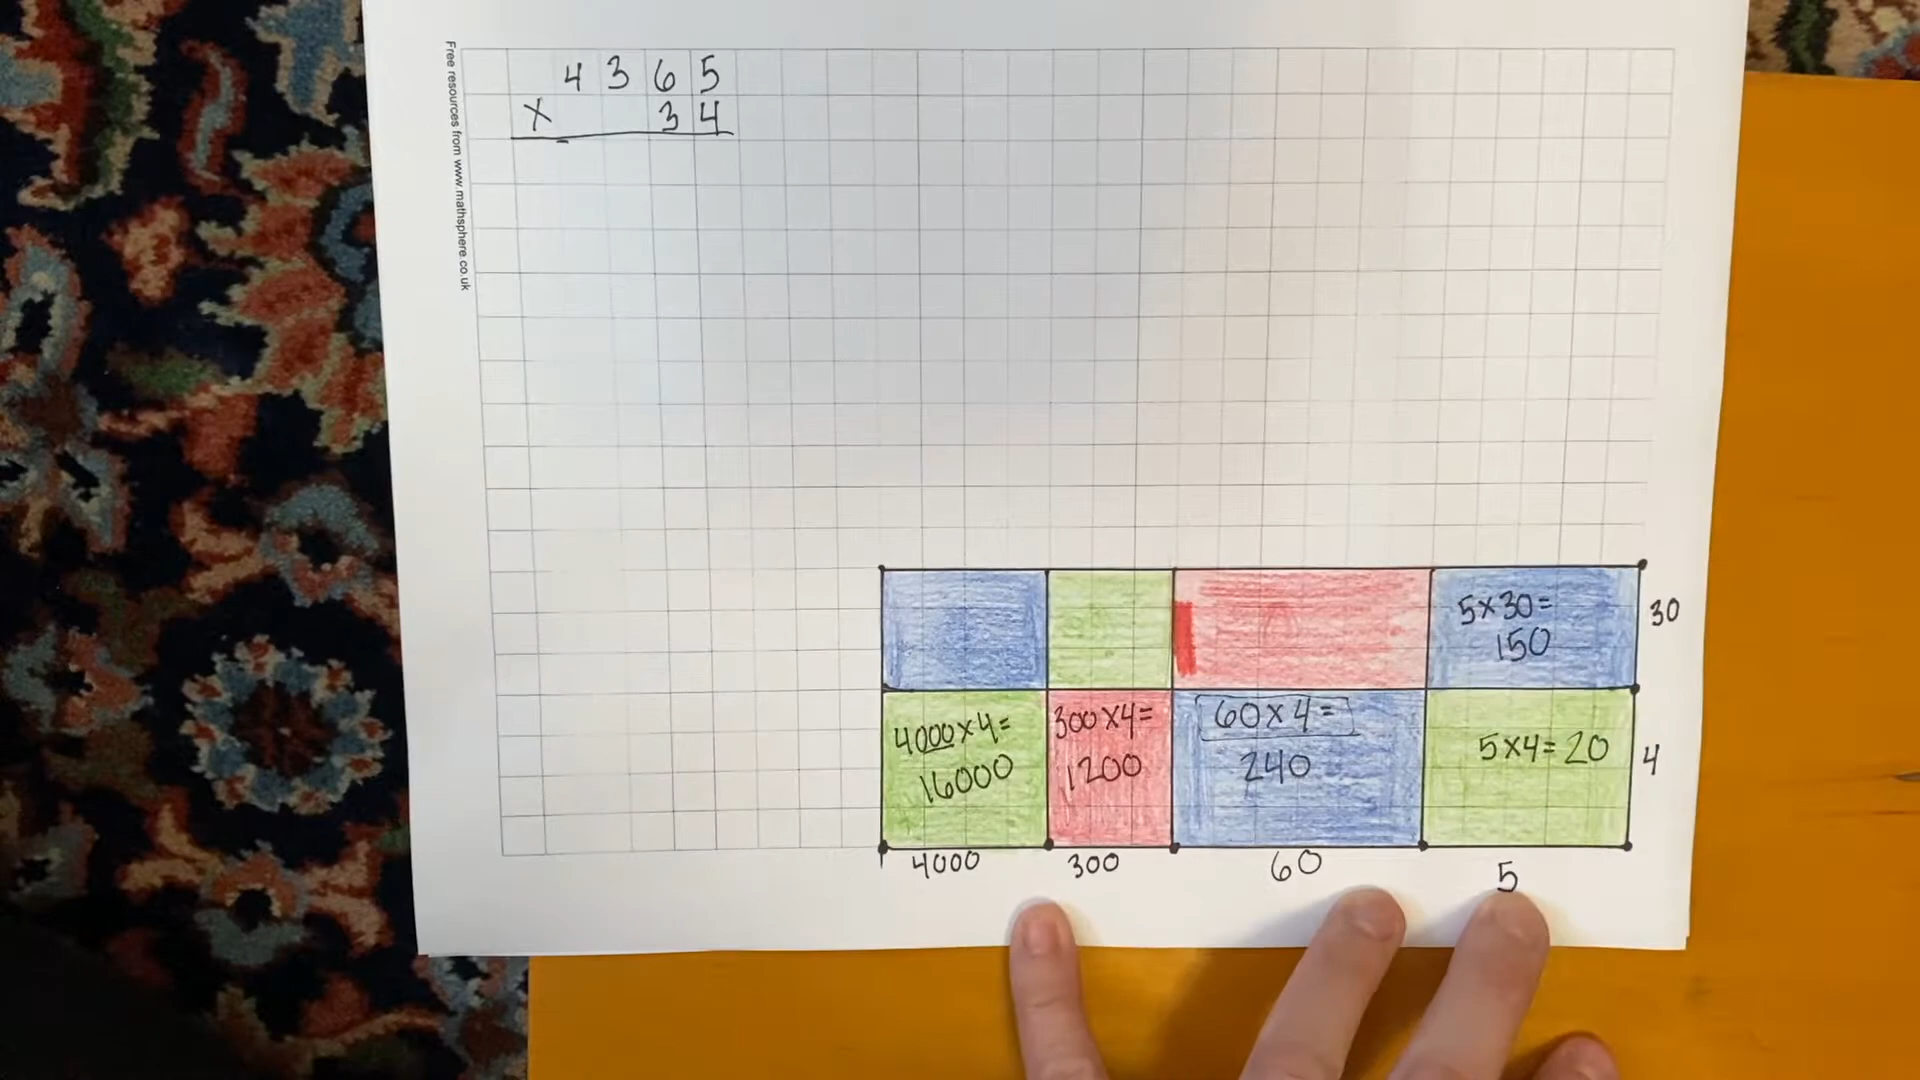 Free resources from www.mathsphere.co.uk
4 3 6 5
X 3 4
5x30=
150
30
4000x4=
16000
300x4=
1200
60x4=
240
5x4=20
4
4000
300
60
5